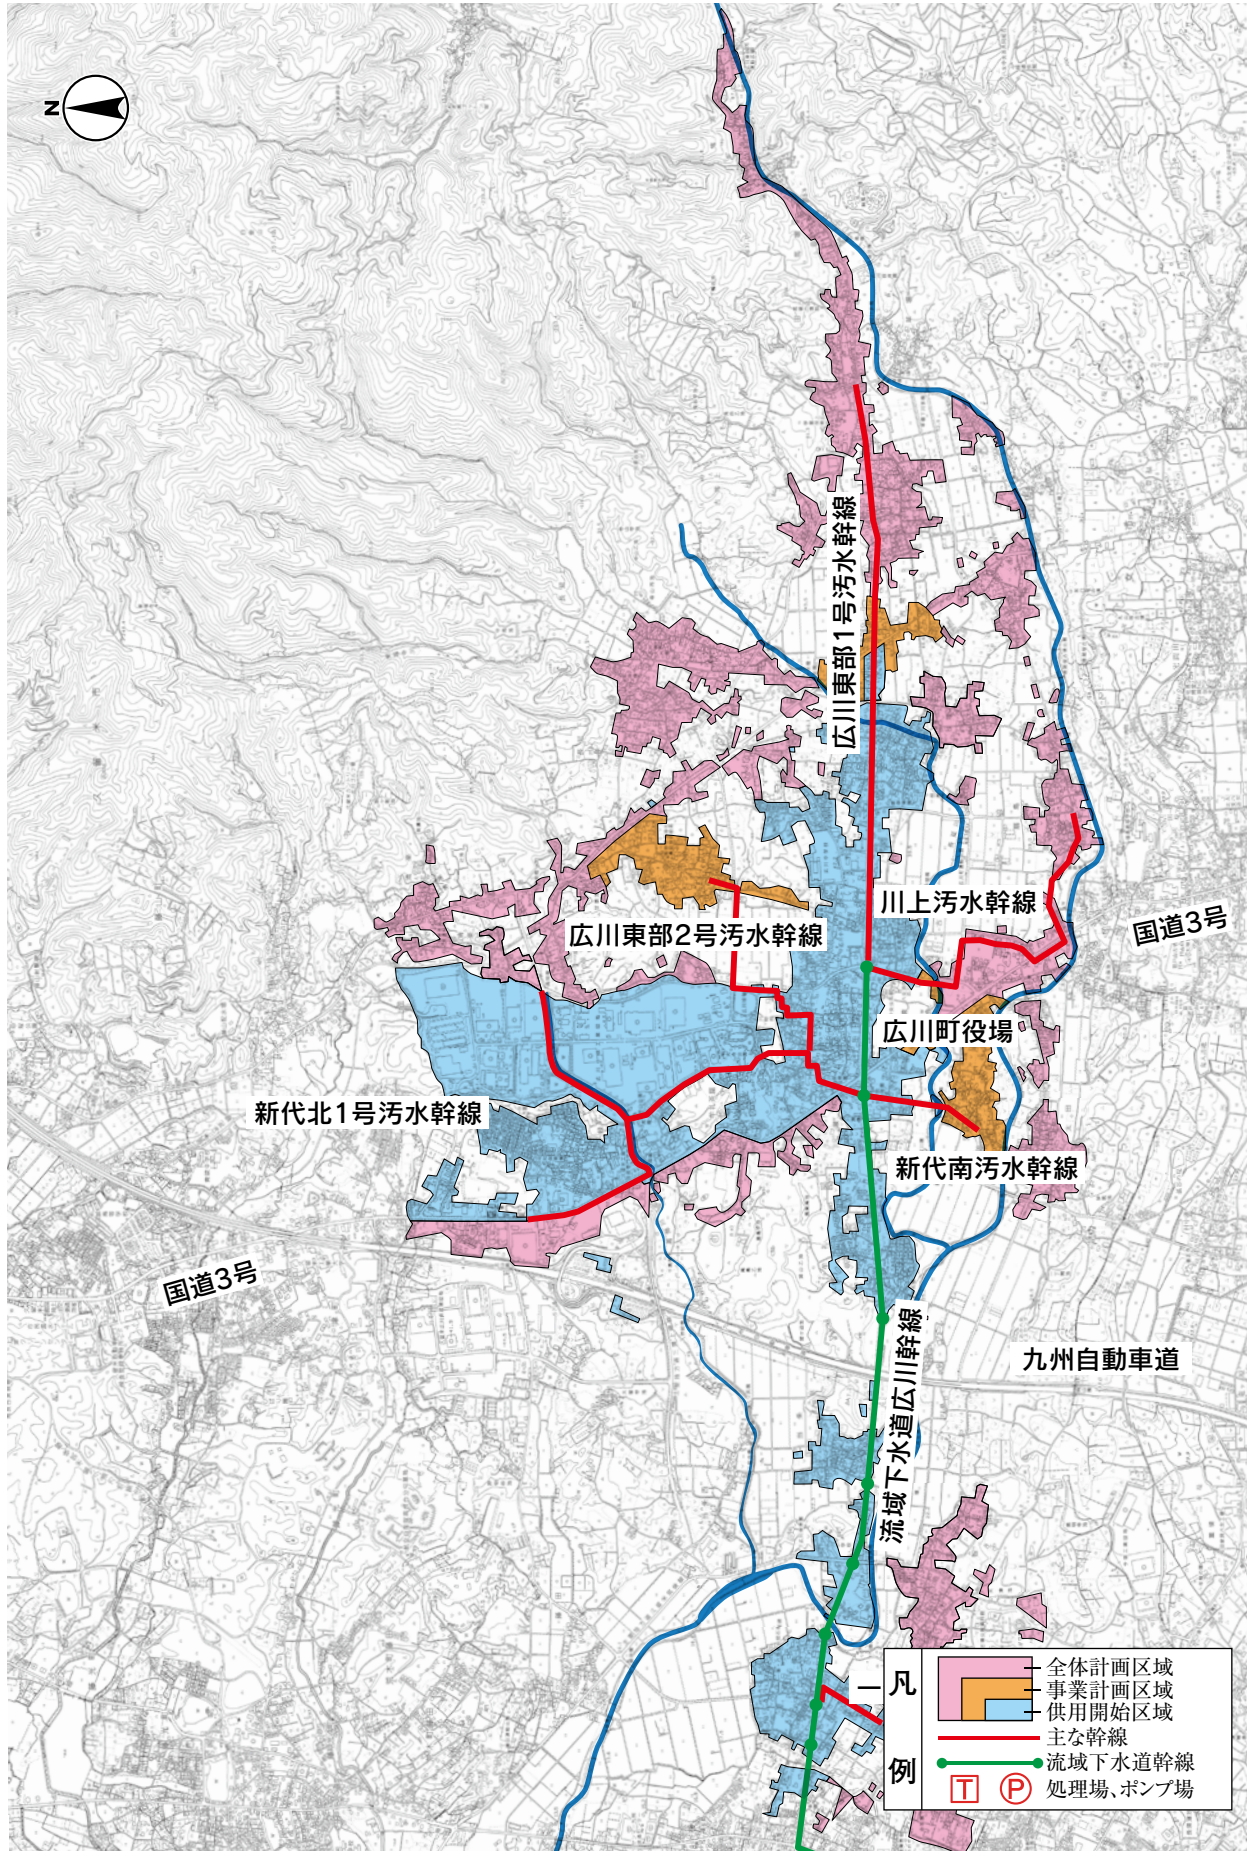 N
広川東部1号汚水幹線
川上汚水幹線
国道3号
広川東部2号汚水幹線
広川町役場
新代北1号汚水幹線
新代南汚水幹線
国道3号
九州自動車道
流域下水道広川幹線
一
凡例
全体計画区域
事業計画区域
供用開始区域
主な幹線
流域下水道幹線
T P 処理場、ポンプ場